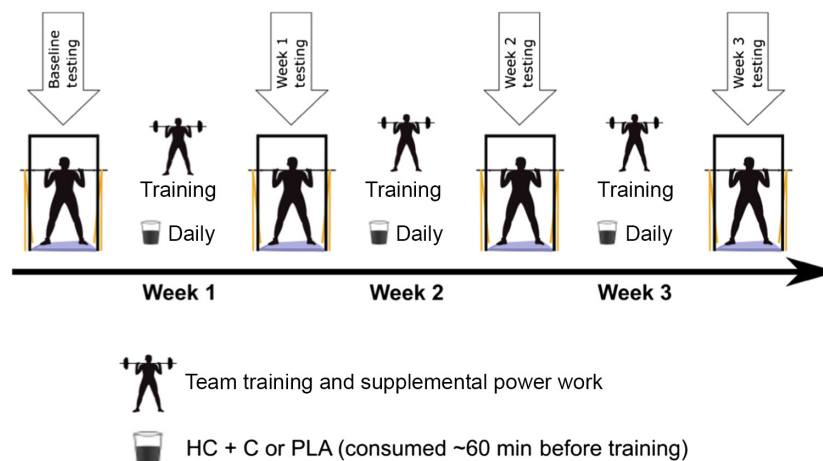 Baseline
testing
Week 1
testing
Week 2
testing
Week 3
testing
Training
Training
Training
Daily
Daily
Daily
Week 1
Week 2
Week 3
Team training and supplemental power work
HC + C or PLA (consumed ~60 min before training)